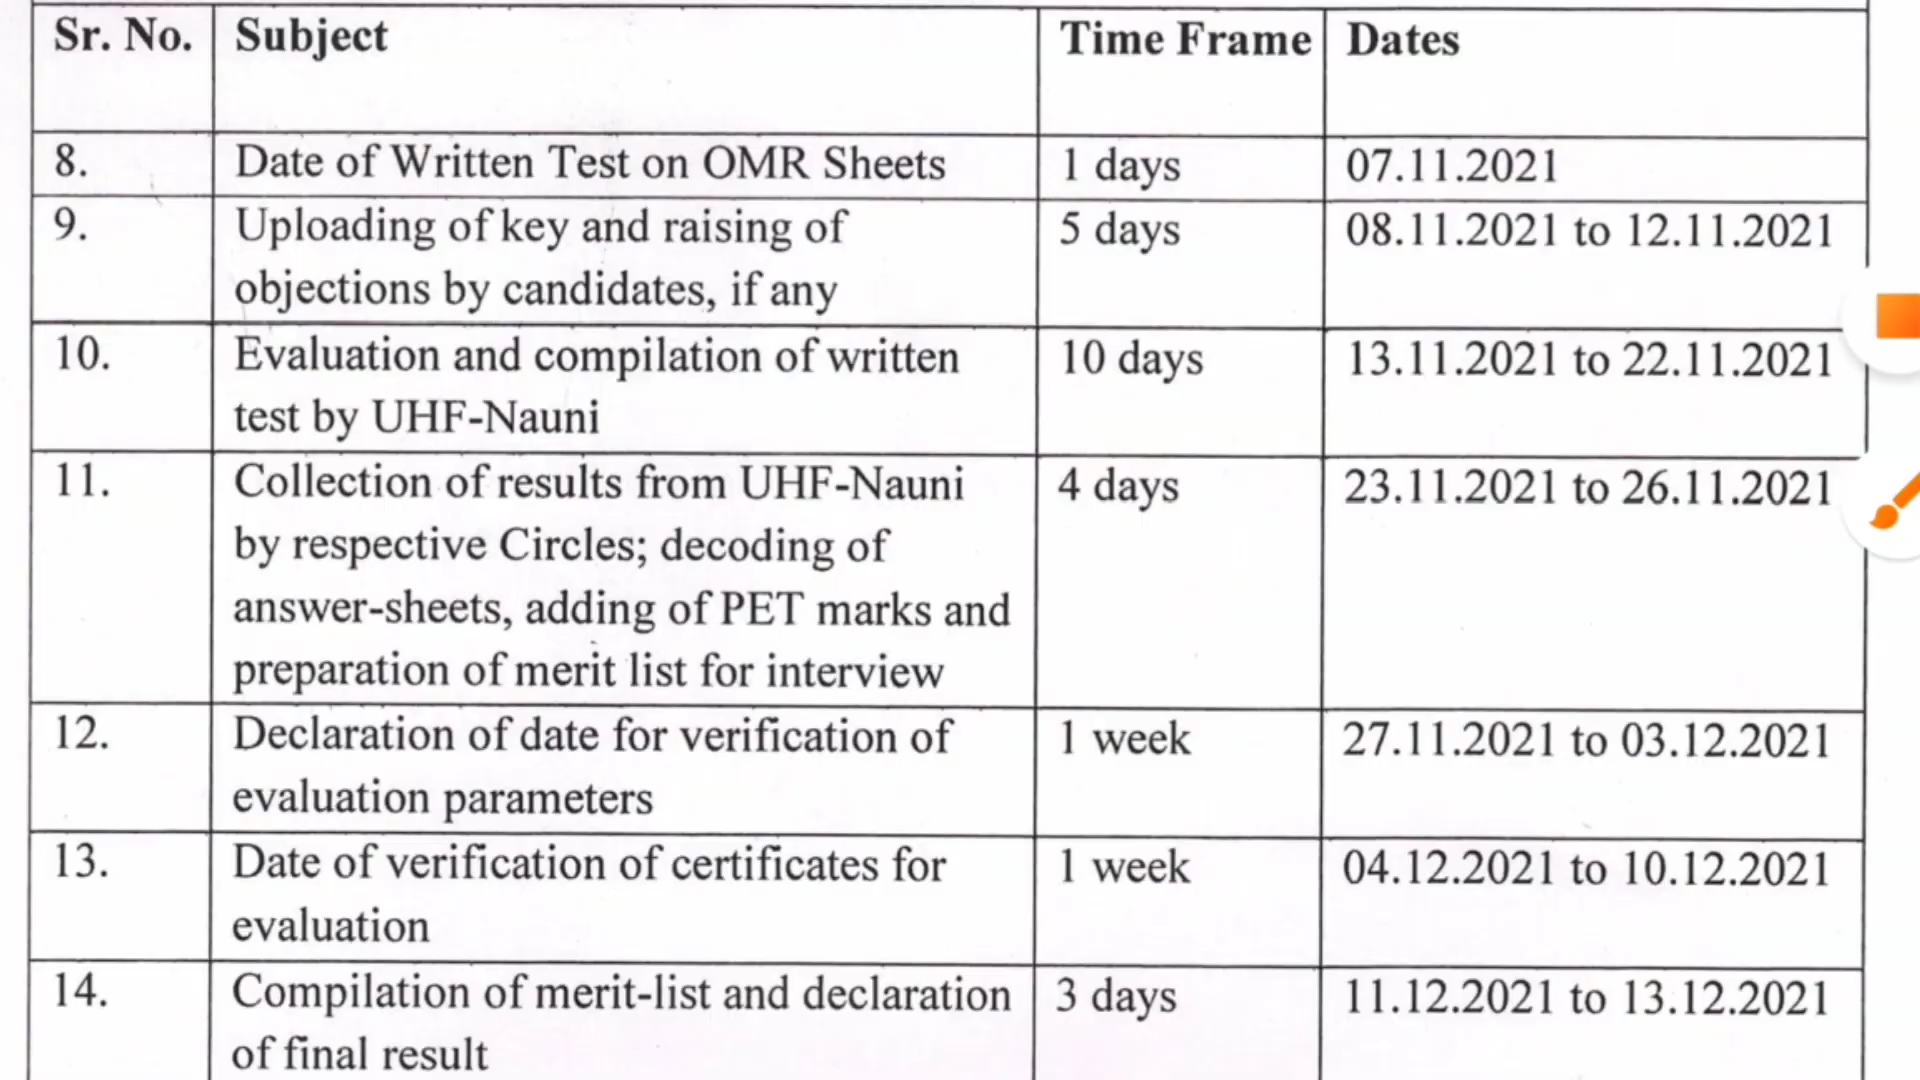 Sr. No. Subject Time Frame Dates
8. Date of Written Test on OMR Sheets 1 days 07.11.2021
9. Uploading of key and raising of 5 days 08.11.2021 to 12.11.2021
objections by candidates, if any
10. Evaluation and compilation of written 10 days 13.11.2021 to 22.11.2021
test by UHF-Nauni
11. Collection of results from UHF-Nauni 4 days 23.11.2021 to 26.11.2021
by respective Circles; decoding of
answer-sheets, adding of PET marks and
preparation of merit list for interview
12. Declaration of date for verification of 1 week 27.11.2021 to 03.12.2021
evaluation parameters
13. Date of verification of certificates for 1 week 04.12.2021 to 10.12.2021
evaluation
14. Compilation of merit-list and declaration 3 days 11.12.2021 to 13.12.2021
of final result